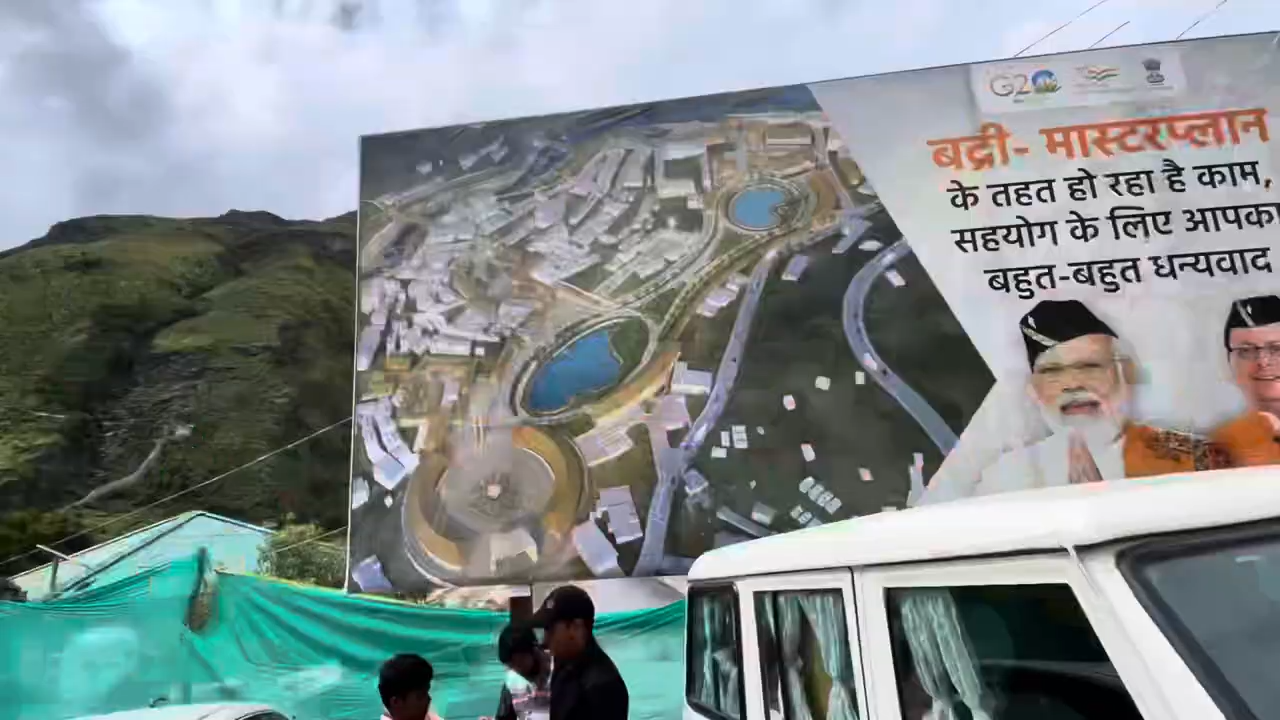 G20
बद्री- मास्टरप्लान
के तहत हो रहा है काम,
सहयोग के लिए आपका
बहुत-बहुत धन्यवाद